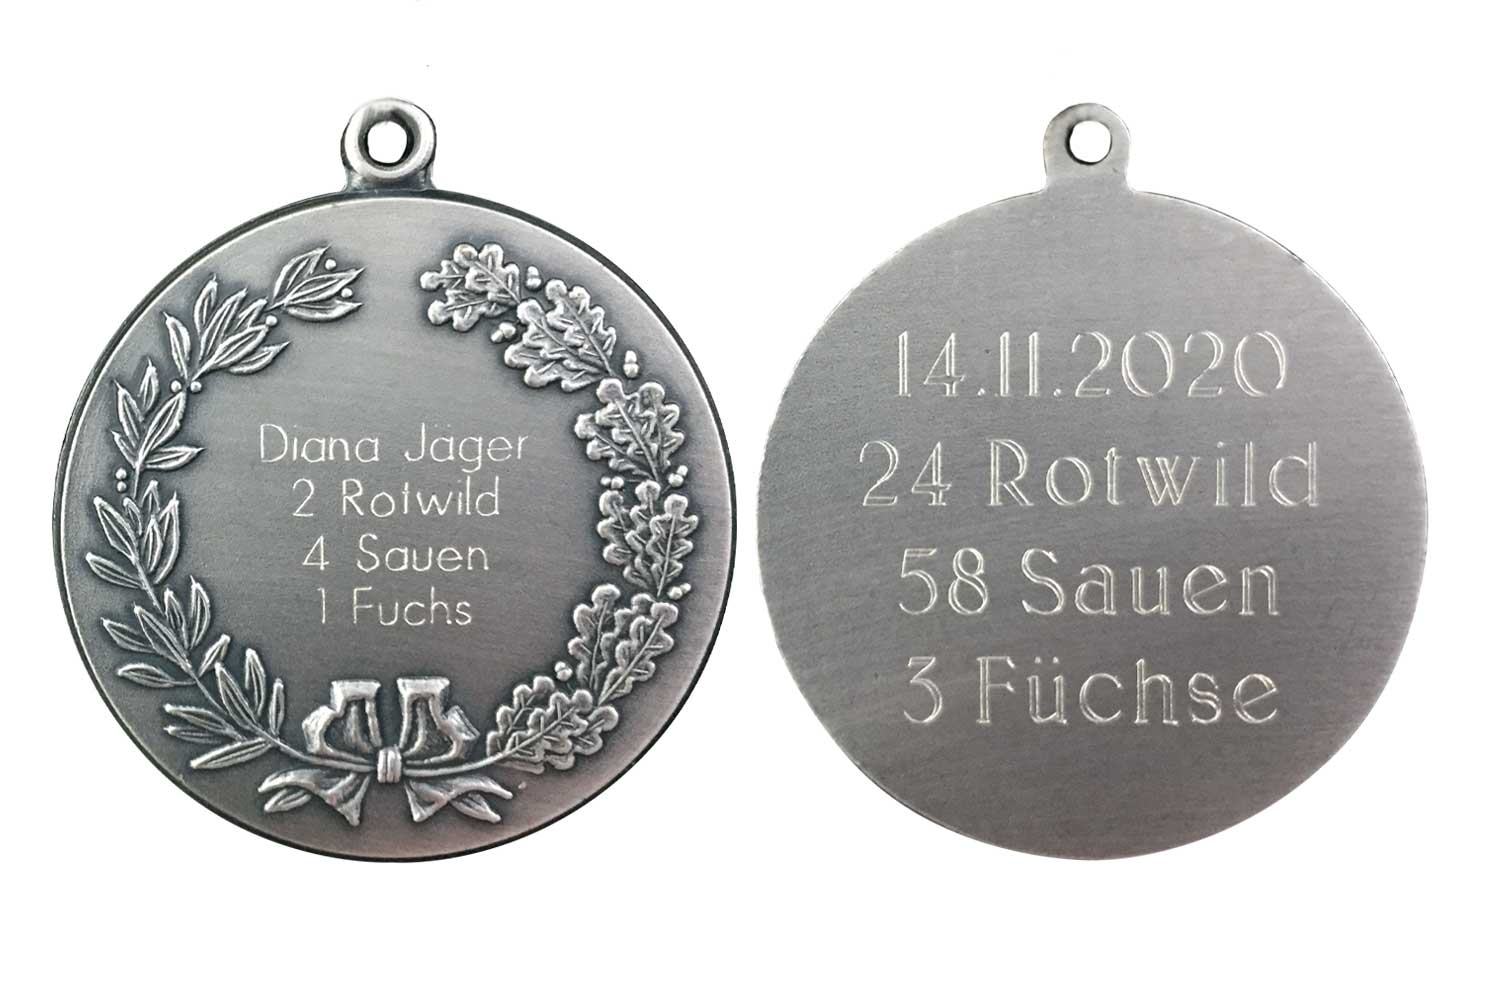 Diana Jäger
2 Rotwild
4 Sauen
1 Fuchs
14.11.2020
24 Rotwild
58 Sauen
3 Füchse